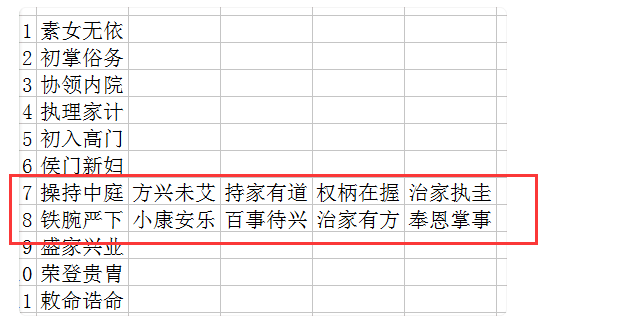 1 素女无依
2 初掌俗务
3 协领内院
4 执理家计
5 初入高门
6 侯门新妇
7 操持中庭 方兴未艾 持家有道 权柄在握 治家执圭
8 铁腕严下 小康安乐 百事待兴 治家有方 奉恩掌事
9 盛家兴业
0 荣登贵胄
1 敕命诰命